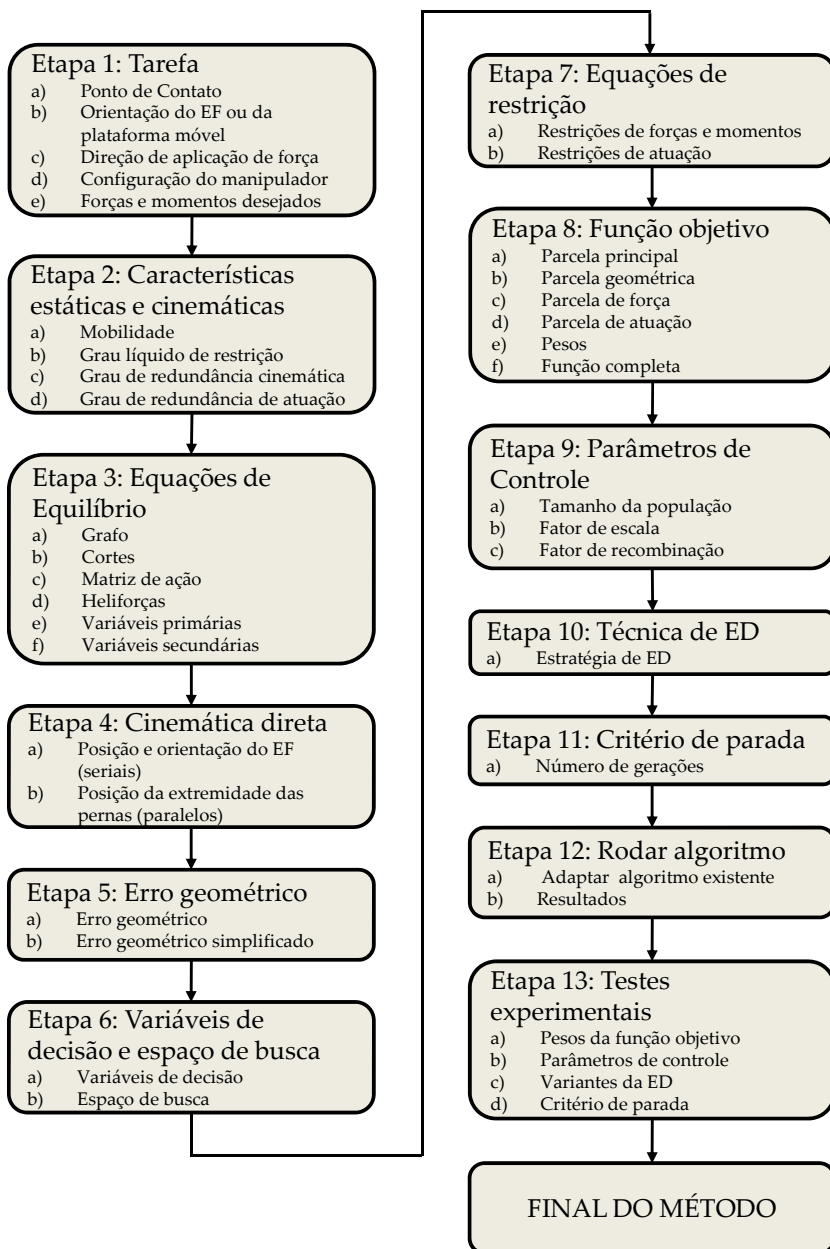 Etapa 1: Tarefa
a) Ponto de Contato
b) Orientação do EF ou da
plataforma móvel
c) Direção de aplicação de força
d) Configuração do manipulador
e) Forças e momentos desejados
Etapa 2: Características
estáticas e cinemáticas
a) Mobilidade
b) Grau líquido de restrição
c) Grau de redundância cinemática
d) Grau de redundância de atuação
Etapa 3: Equações de
Equilíbrio
a) Grafo
b) Cortes
c) Matriz de ação
d) Heliforças
e) Variáveis primárias
f) Variáveis secundárias
Etapa 4: Cinemática direta
a) Posição e orientação do EF
(seriais)
b) Posição da extremidade das
pernas (paralelos)
Etapa 5: Erro geométrico
a) Erro geométrico
b) Erro geométrico simplificado
Etapa 6: Variáveis de
decisão e espaço de busca
a) Variáveis de decisão
b) Espaço de busca
Etapa 7: Equações de
restrição
a) Restrições de forças e momentos
b) Restrições de atuação
Etapa 8: Função objetivo
a) Parcela principal
b) Parcela geométrica
c) Parcela de força
d) Parcela de atuação
e) Pesos
f) Função completa
Etapa 9: Parâmetros de
Controle
a) Tamanho da população
b) Fator de escala
c) Fator de recombinação
Etapa 10: Técnica de ED
a) Estratégia de ED
Etapa 11: Critério de parada
a) Número de gerações
Etapa 12: Rodar algoritmo
a) Adaptar algoritmo existente
b) Resultados
Etapa 13: Testes
experimentais
a) Pesos da função objetivo
b) Parâmetros de controle
c) Variantes da ED
d) Critério de parada
FINAL DO MÉTODO